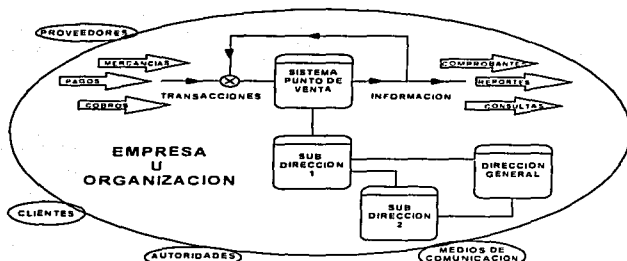 PROVEEDORES
MERCANCIAS
PAGOS
COBROS
TRANSACCIONES
SISTEMA
PUNTO DE
VENTA
INFORMACION
COMPROBANTES
REPORTES
CONSULTAS
EMPRESA
U
ORGANIZACION
SUB
DIRECCION
1
DIRECCION
GENERAL
SUB
DIRECCION
2
CLIENTES
AUTORIDADES
MEDIOS DE
COMUNICACION